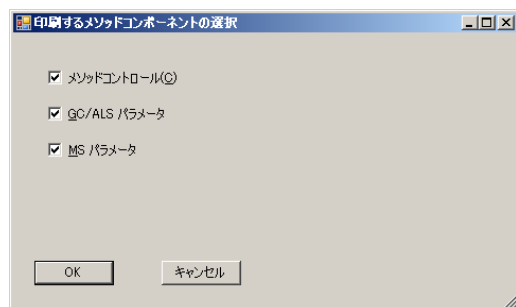 印刷するメソッドコンポーネントの選択
メソッドコントロール(C)
GC/ALS パラメータ
MS パラメータ
OK キャンセル